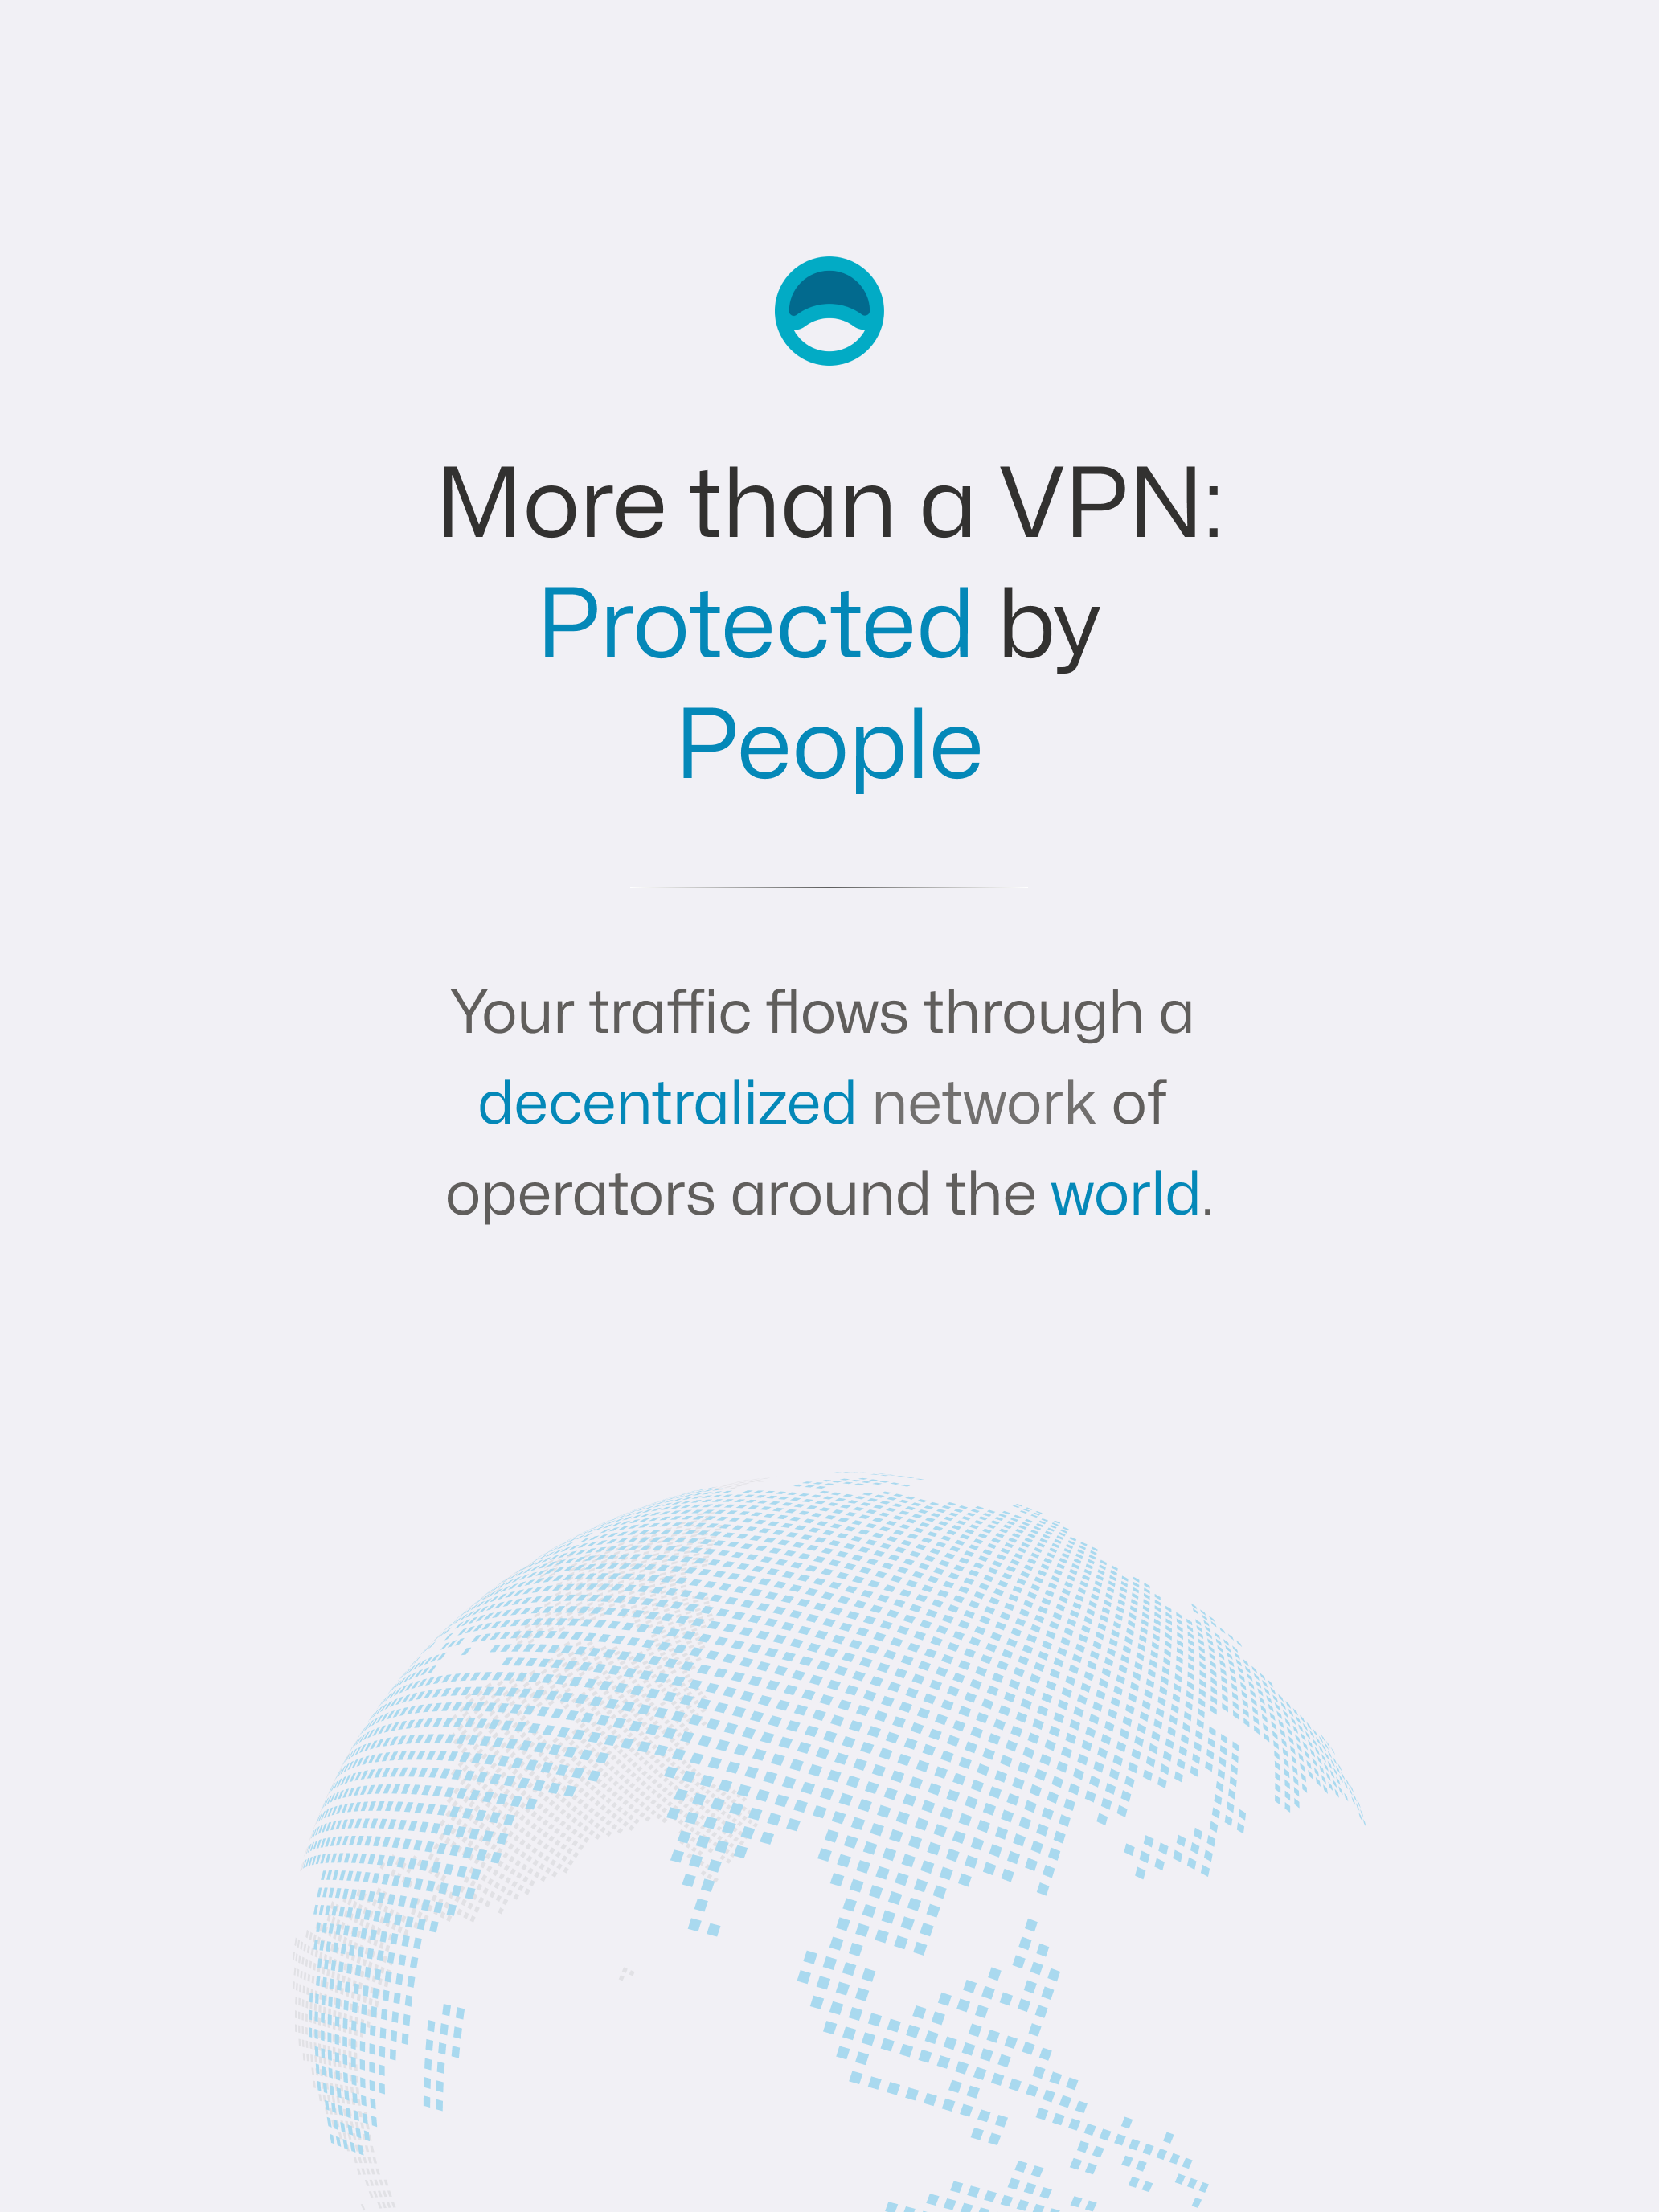 More than a VPN:
Protected by
People
Your traffic flows through a
decentralized network of
operators around the world.